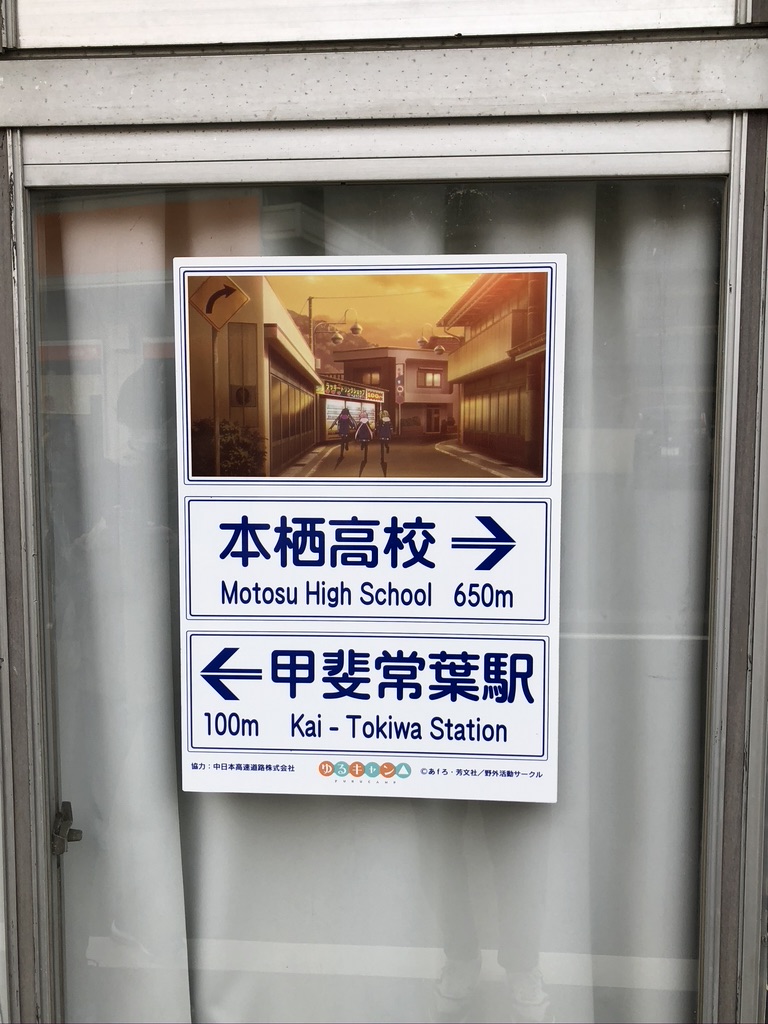 本栖高校 →
Motosu High School 650m
← 甲斐常葉駅
100m Kai - Tokiwa Station
協力:中日本高速道路株式会社 ゆるキャン△ ©あfろ・芳文社/野外活動サークル